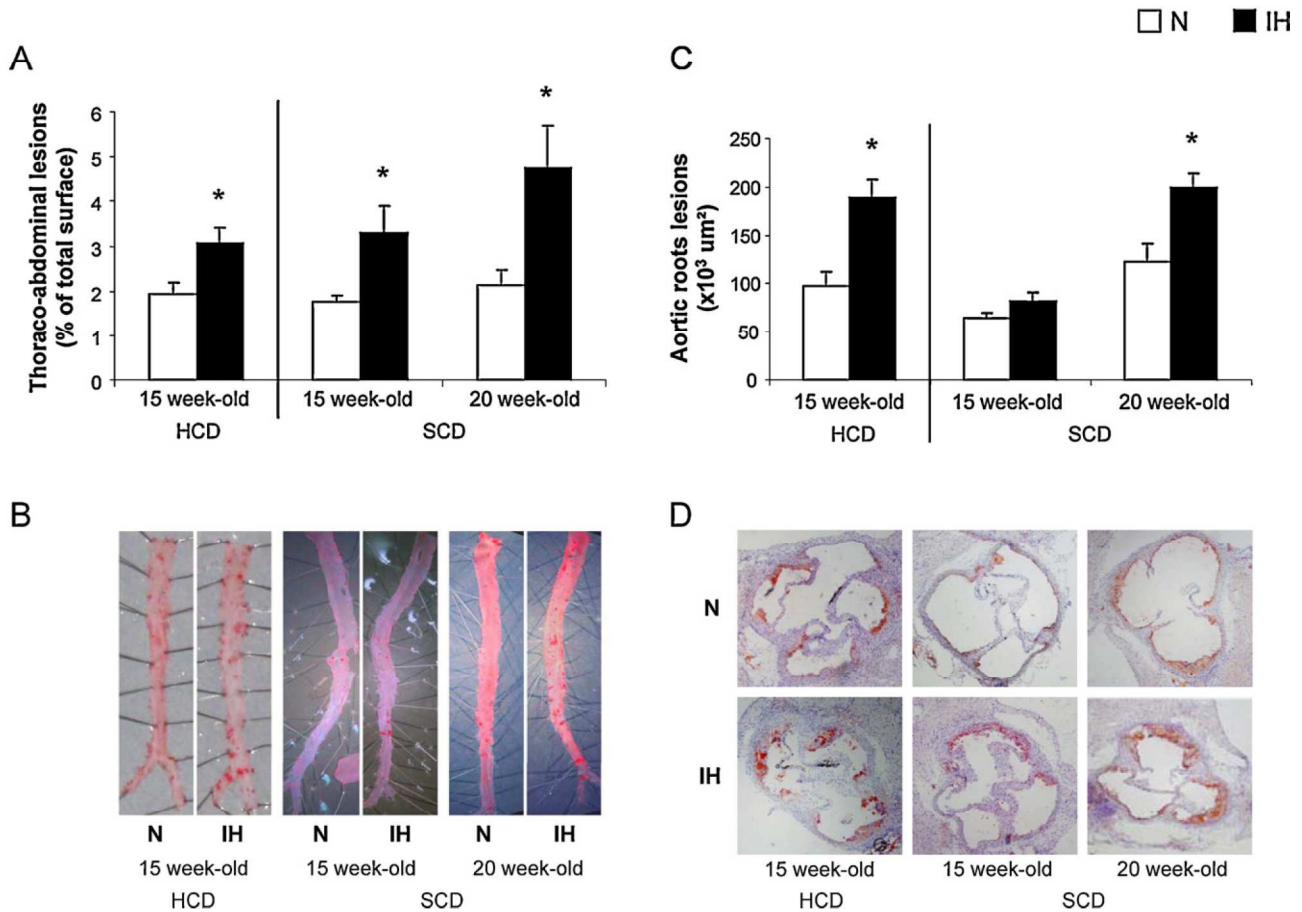 N IH
A
Thoraco-abdominal lesions
(% of total surface)
6
5
4
3
2
1
0
*
*
*
15 week-old 15 week-old 20 week-old
HCD SCD
C
Aortic roots lesions
(x10³ um²)
250
200
150
100
50
0
*
*
15 week-old 15 week-old 20 week-old
HCD SCD
B
N IH N IH N IH
15 week-old 15 week-old 20 week-old
HCD SCD
D
N
IH
15 week-old 15 week-old 20 week-old
HCD SCD